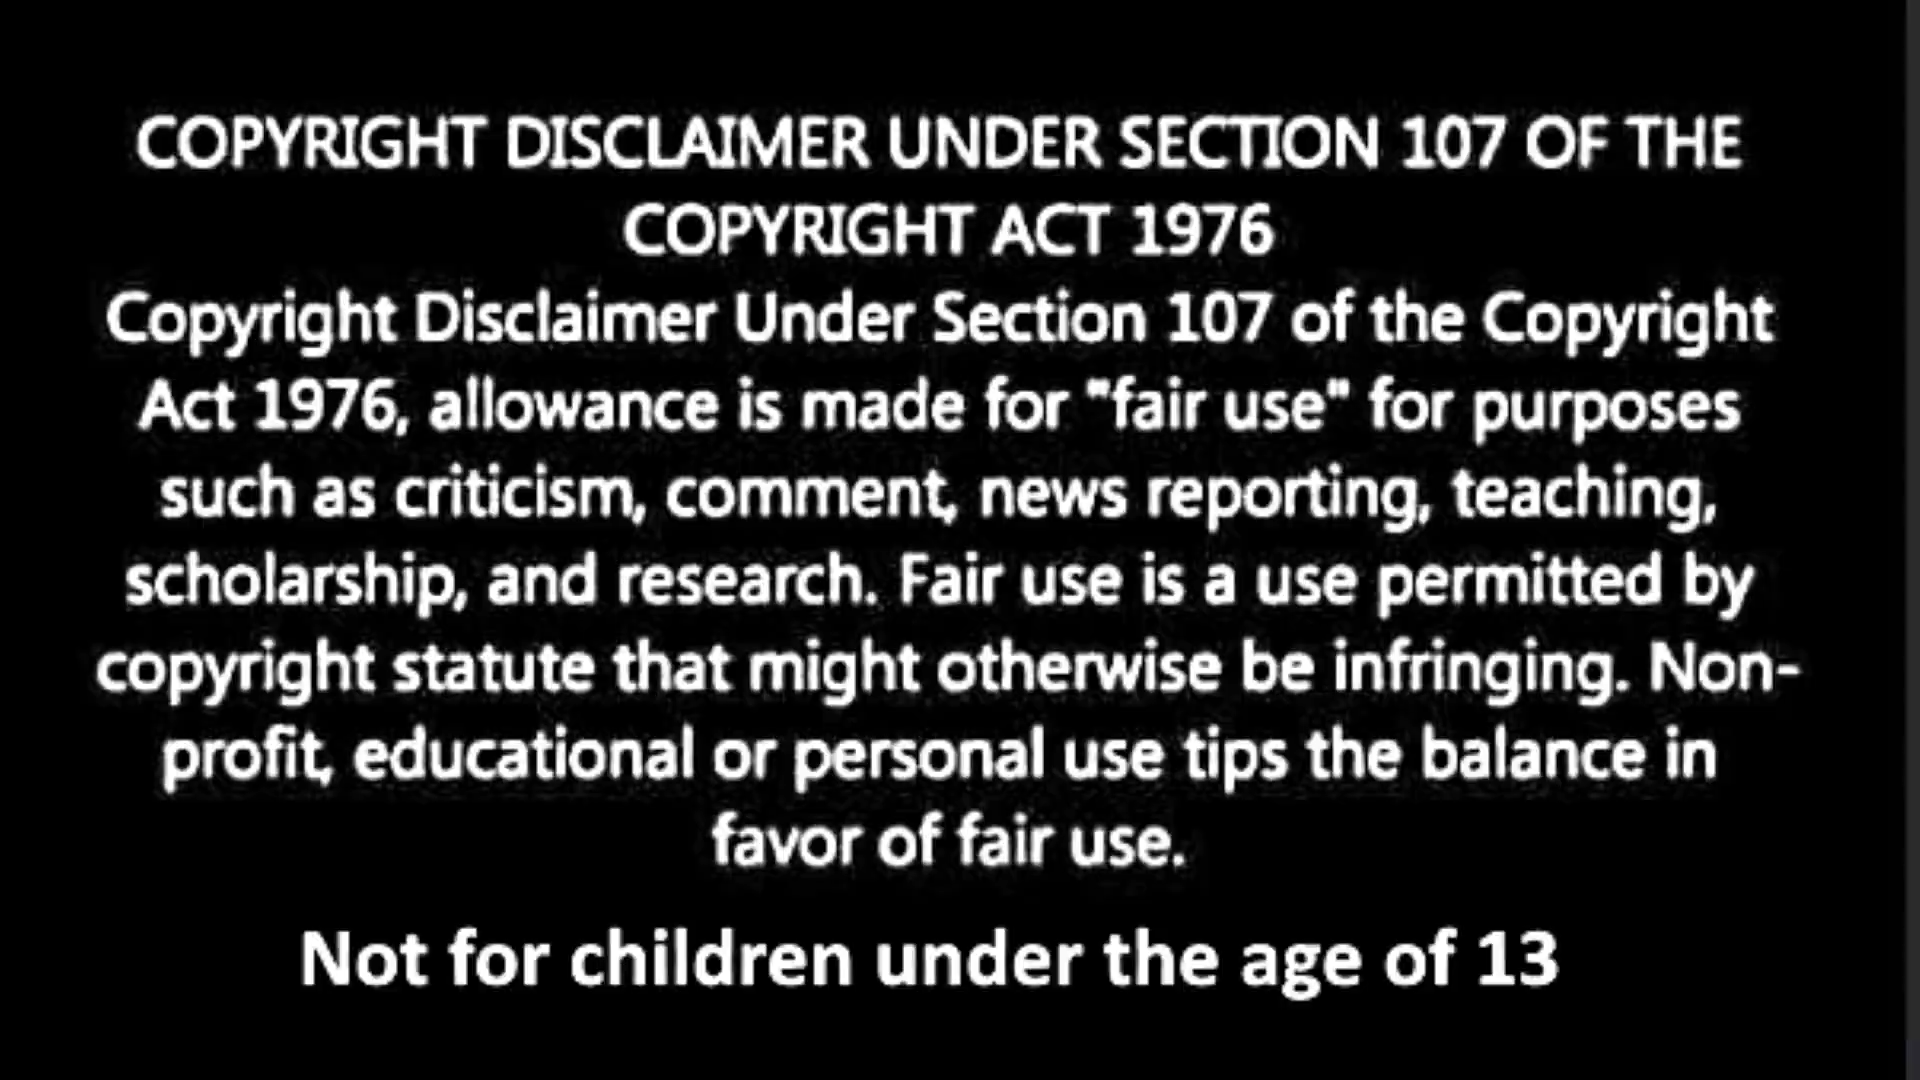 COPYRIGHT DISCLAIMER UNDER SECTION 107 OF THE
COPYRIGHT ACT 1976
Copyright Disclaimer Under Section 107 of the Copyright
Act 1976, allowance is made for "fair use" for purposes
such as criticism, comment, news reporting, teaching,
scholarship, and research. Fair use is a use permitted by
copyright statute that might otherwise be infringing. Non-
profit, educational or personal use tips the balance in
favor of fair use.
Not for children under the age of 13